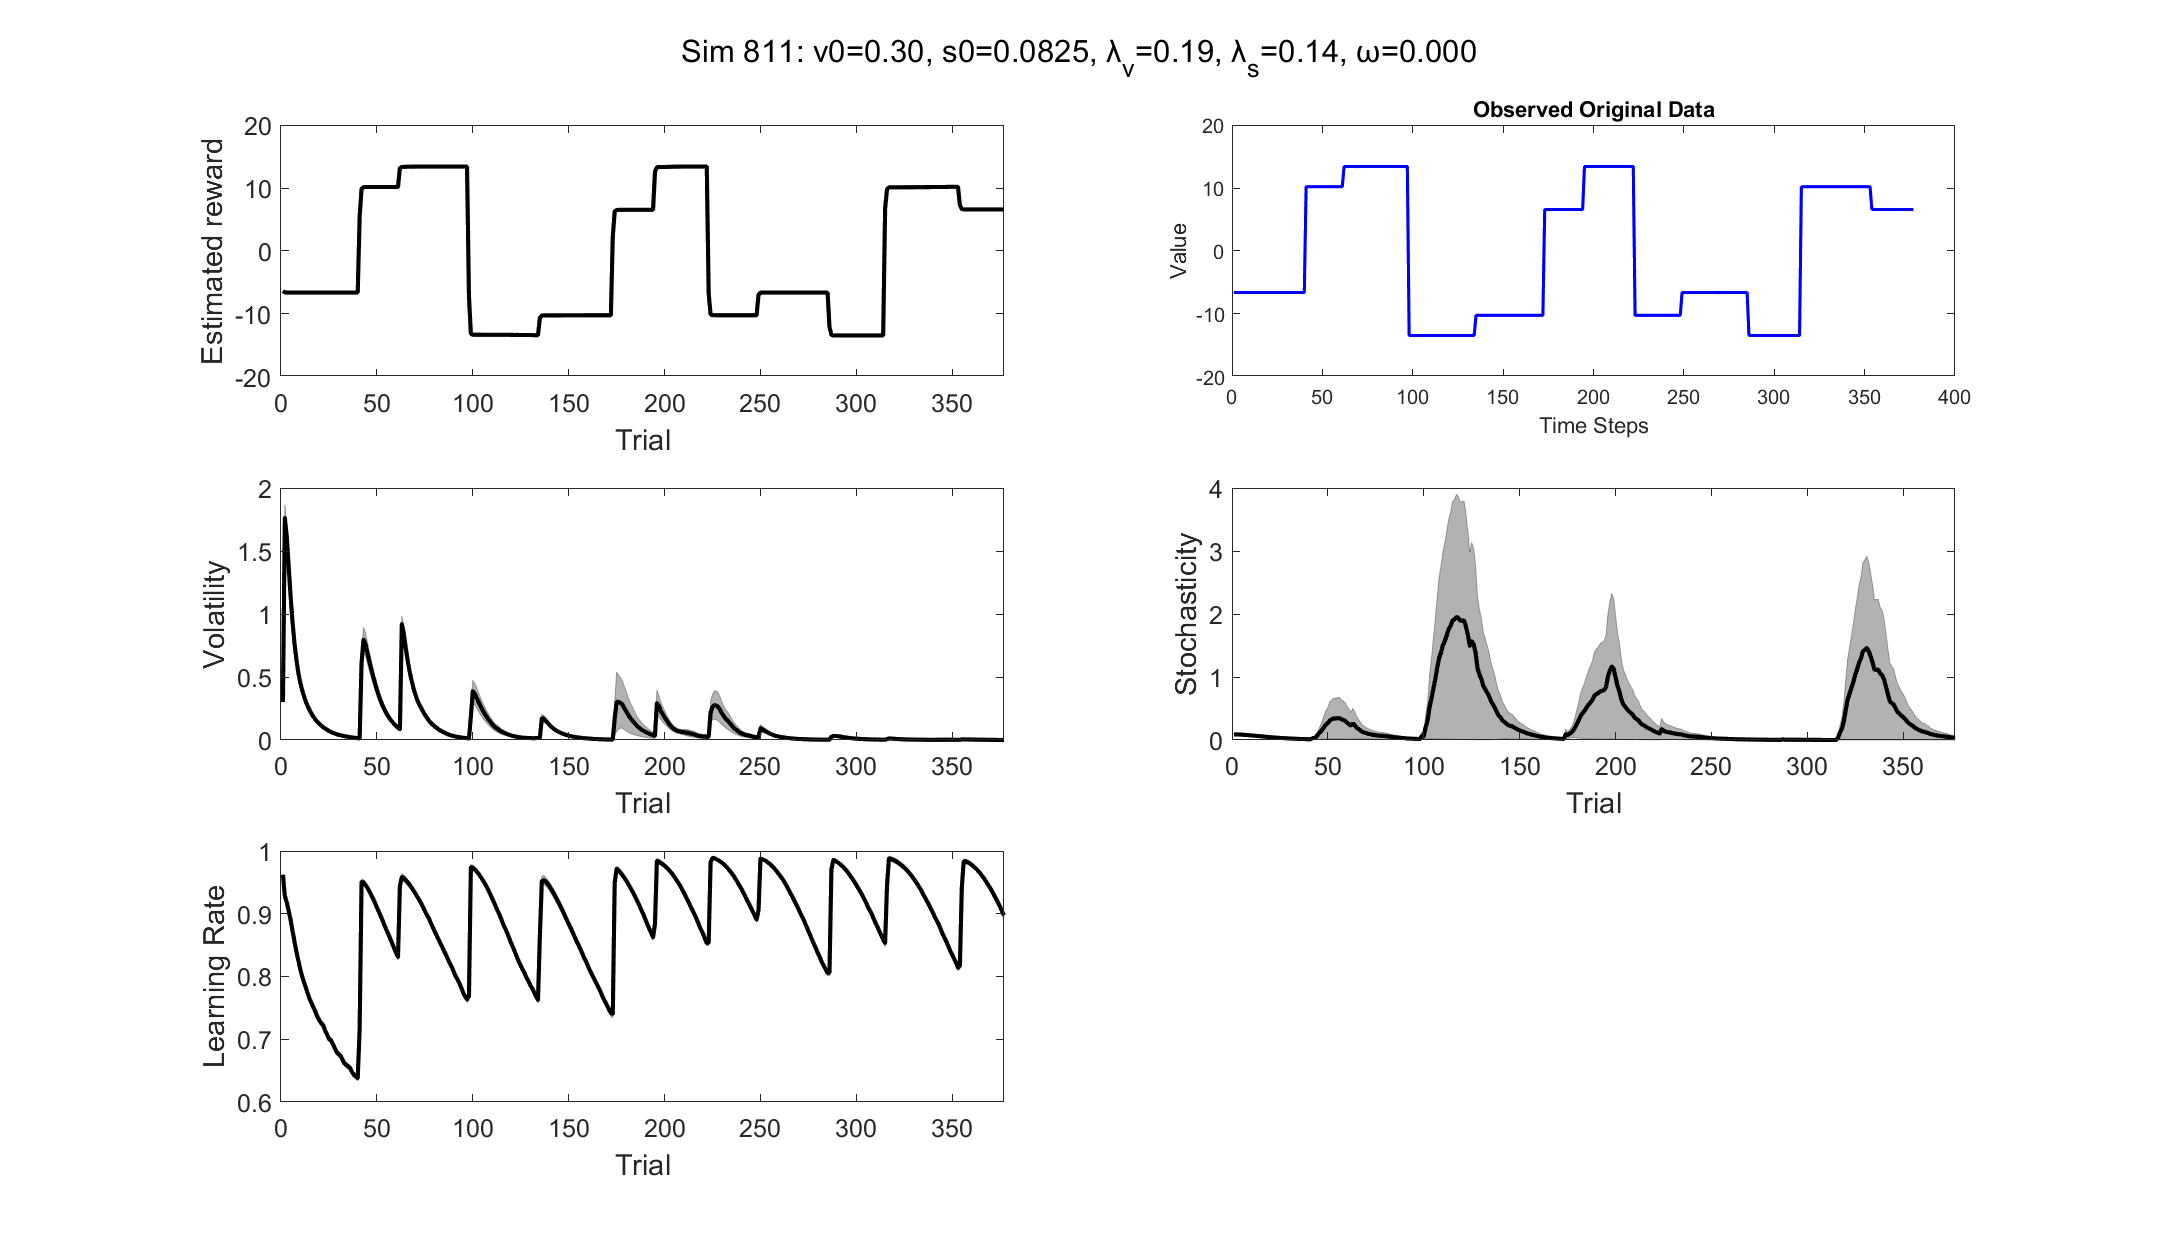 Sim 811: v0=0.30, s0=0.0825, λv=0.19, λs=0.14, ω=0.000
Estimated reward
20
10
0
-10
-20
0 50 100 150 200 250 300 350
Trial
Observed Original Data
Value
20
10
0
-10
-20
0 50 100 150 200 250 300 350 400
Time Steps
Volatility
2
1.5
1
0.5
0
0 50 100 150 200 250 300 350
Trial
Stochasticity
4
3
2
1
0
0 50 100 150 200 250 300 350
Trial
Learning Rate
1
0.9
0.8
0.7
0.6
0 50 100 150 200 250 300 350
Trial